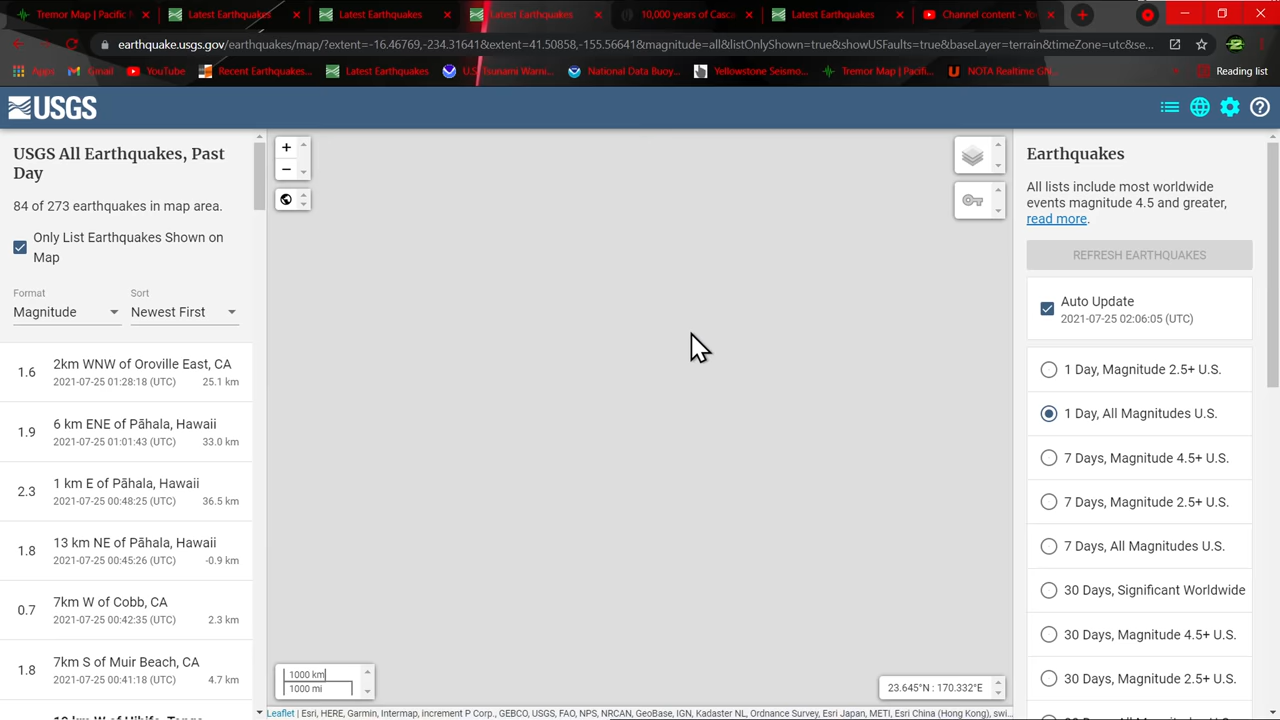 Tremor Map | Pacific
Latest Earthquakes
Latest Earthquakes
Latest Earthquakes
10,000 years of Casca
Latest Earthquakes
Channel content - Yo
earthquake.usgs.gov/earthquakes/map/?extent=-16.46769,-234.31641&extent=41.50858,-155.56641&magnitude=all&listOnlyShown=true&showUSFaults=true&baseLayer=terrain&timeZone=utc&se...
Apps
Gmail
YouTube
Recent Earthquakes...
Latest Earthquakes
U.S. Tsunami Warni...
National Data Buoy...
Yellowstone Seismo...
Tremor Map | Pacifi...
NOTA Realtime GN...
Reading list
USGS
USGS All Earthquakes, Past
Day
84 of 273 earthquakes in map area.
Only List Earthquakes Shown on
Map
Format
Sort
Magnitude
Newest First
1.6
2km WNW of Oroville East, CA
2021-07-25 01:28:18 (UTC) 25.1 km
1.9
6 km ENE of Pāhala, Hawaii
2021-07-25 01:01:43 (UTC) 33.0 km
2.3
1 km E of Pāhala, Hawaii
2021-07-25 00:48:25 (UTC) 36.5 km
1.8
13 km NE of Pāhala, Hawaii
2021-07-25 00:45:26 (UTC) -0.9 km
0.7
7km W of Cobb, CA
2021-07-25 00:42:35 (UTC) 2.3 km
1.8
7km S of Muir Beach, CA
2021-07-25 00:41:18 (UTC) 4.7 km
+
−
1000 km
1000 mi
23.645°N : 170.332°E
Leaflet | Esri, HERE, Garmin, Intermap, increment P Corp., GEBCO, USGS, FAO, NPS, NRCAN, GeoBase, IGN, Kadaster NL, Ordnance Survey, Esri Japan, METI, Esri China (Hong Kong), swi...
Earthquakes
All lists include most worldwide
events magnitude 4.5 and greater,
read more.
REFRESH EARTHQUAKES
Auto Update
2021-07-25 02:06:05 (UTC)
1 Day, Magnitude 2.5+ U.S.
1 Day, All Magnitudes U.S.
7 Days, Magnitude 4.5+ U.S.
7 Days, Magnitude 2.5+ U.S.
7 Days, All Magnitudes U.S.
30 Days, Significant Worldwide
30 Days, Magnitude 4.5+ U.S.
30 Days, Magnitude 2.5+ U.S.